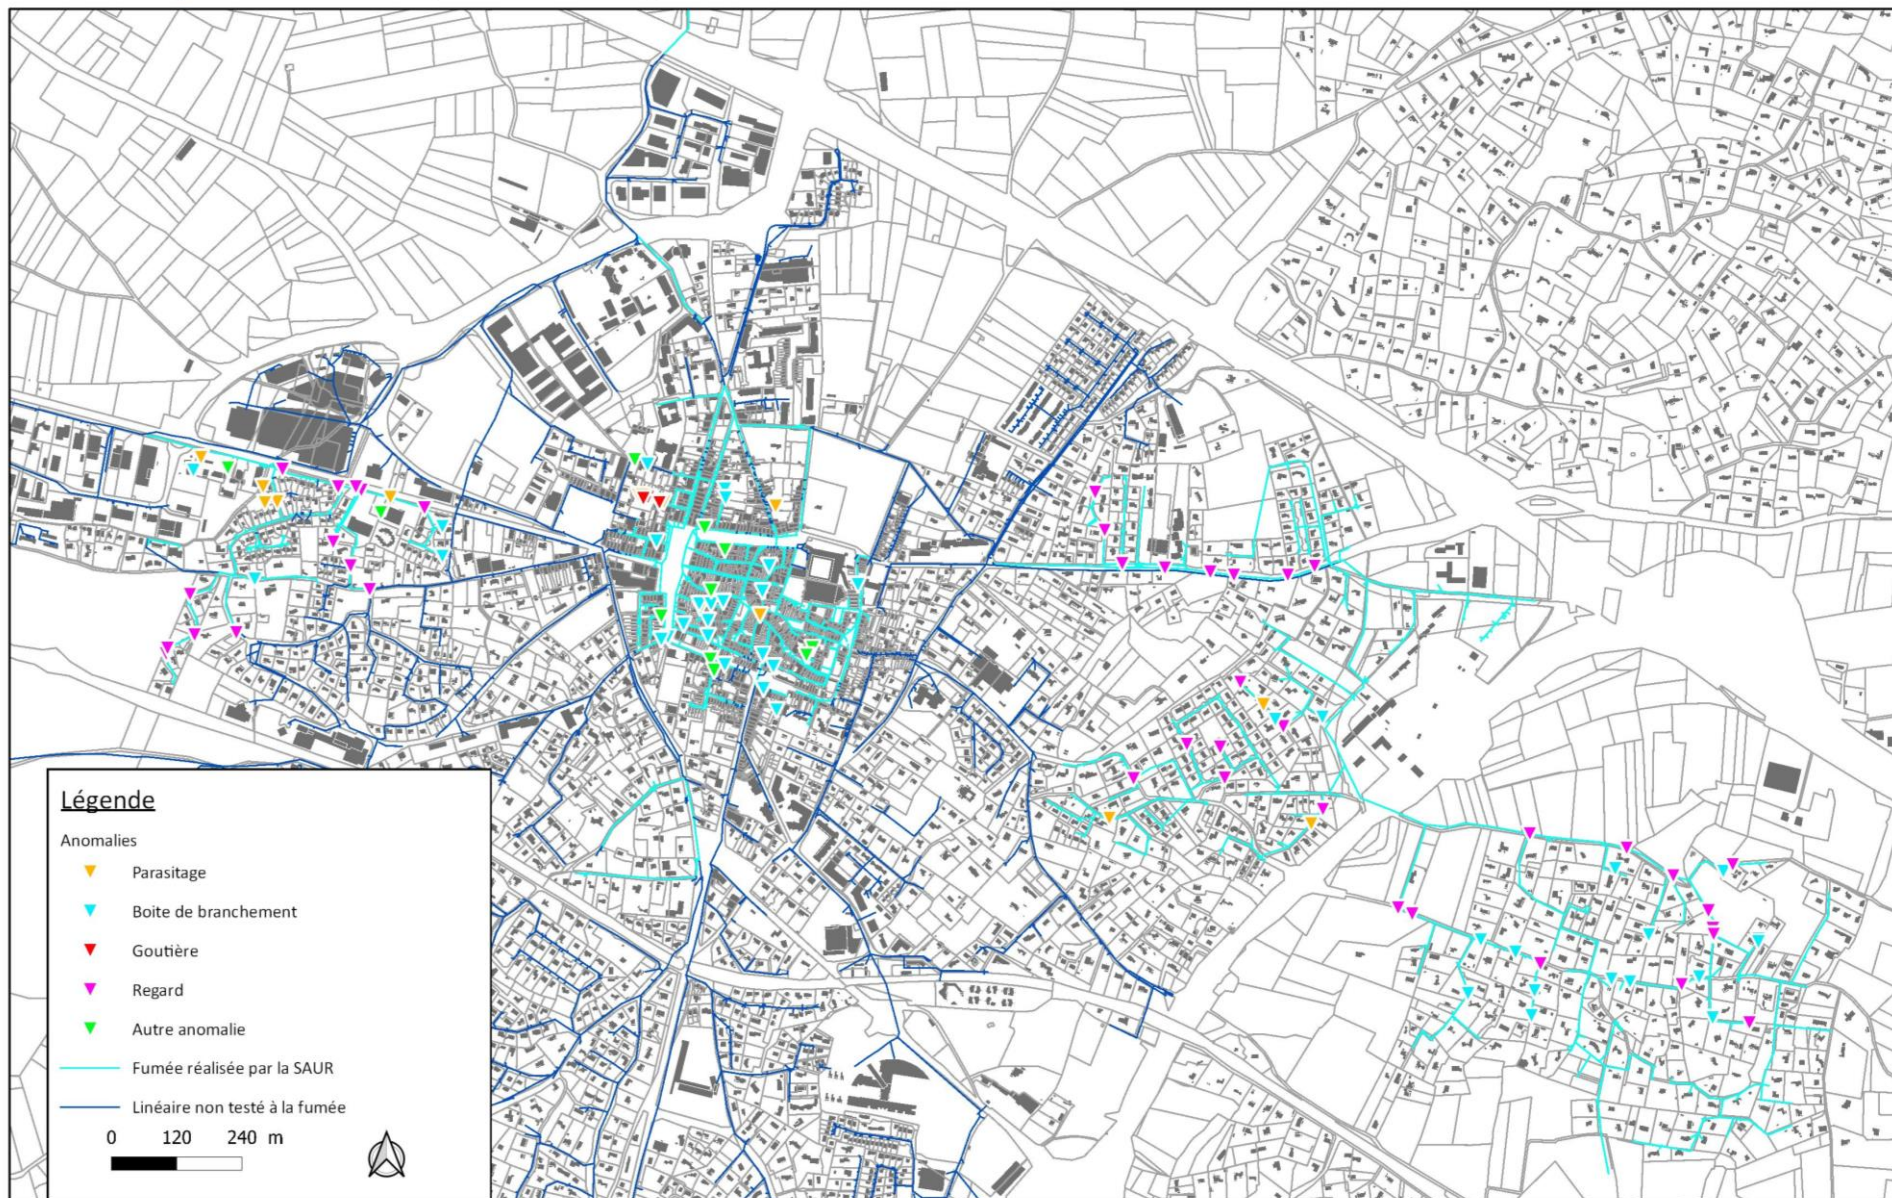 Légende
Anomalies
Parasitage
Boite de branchement
Goutière
Regard
Autre anomalie
Fumée réalisée par la SAUR
Linéaire non testé à la fumée
0 120 240 m